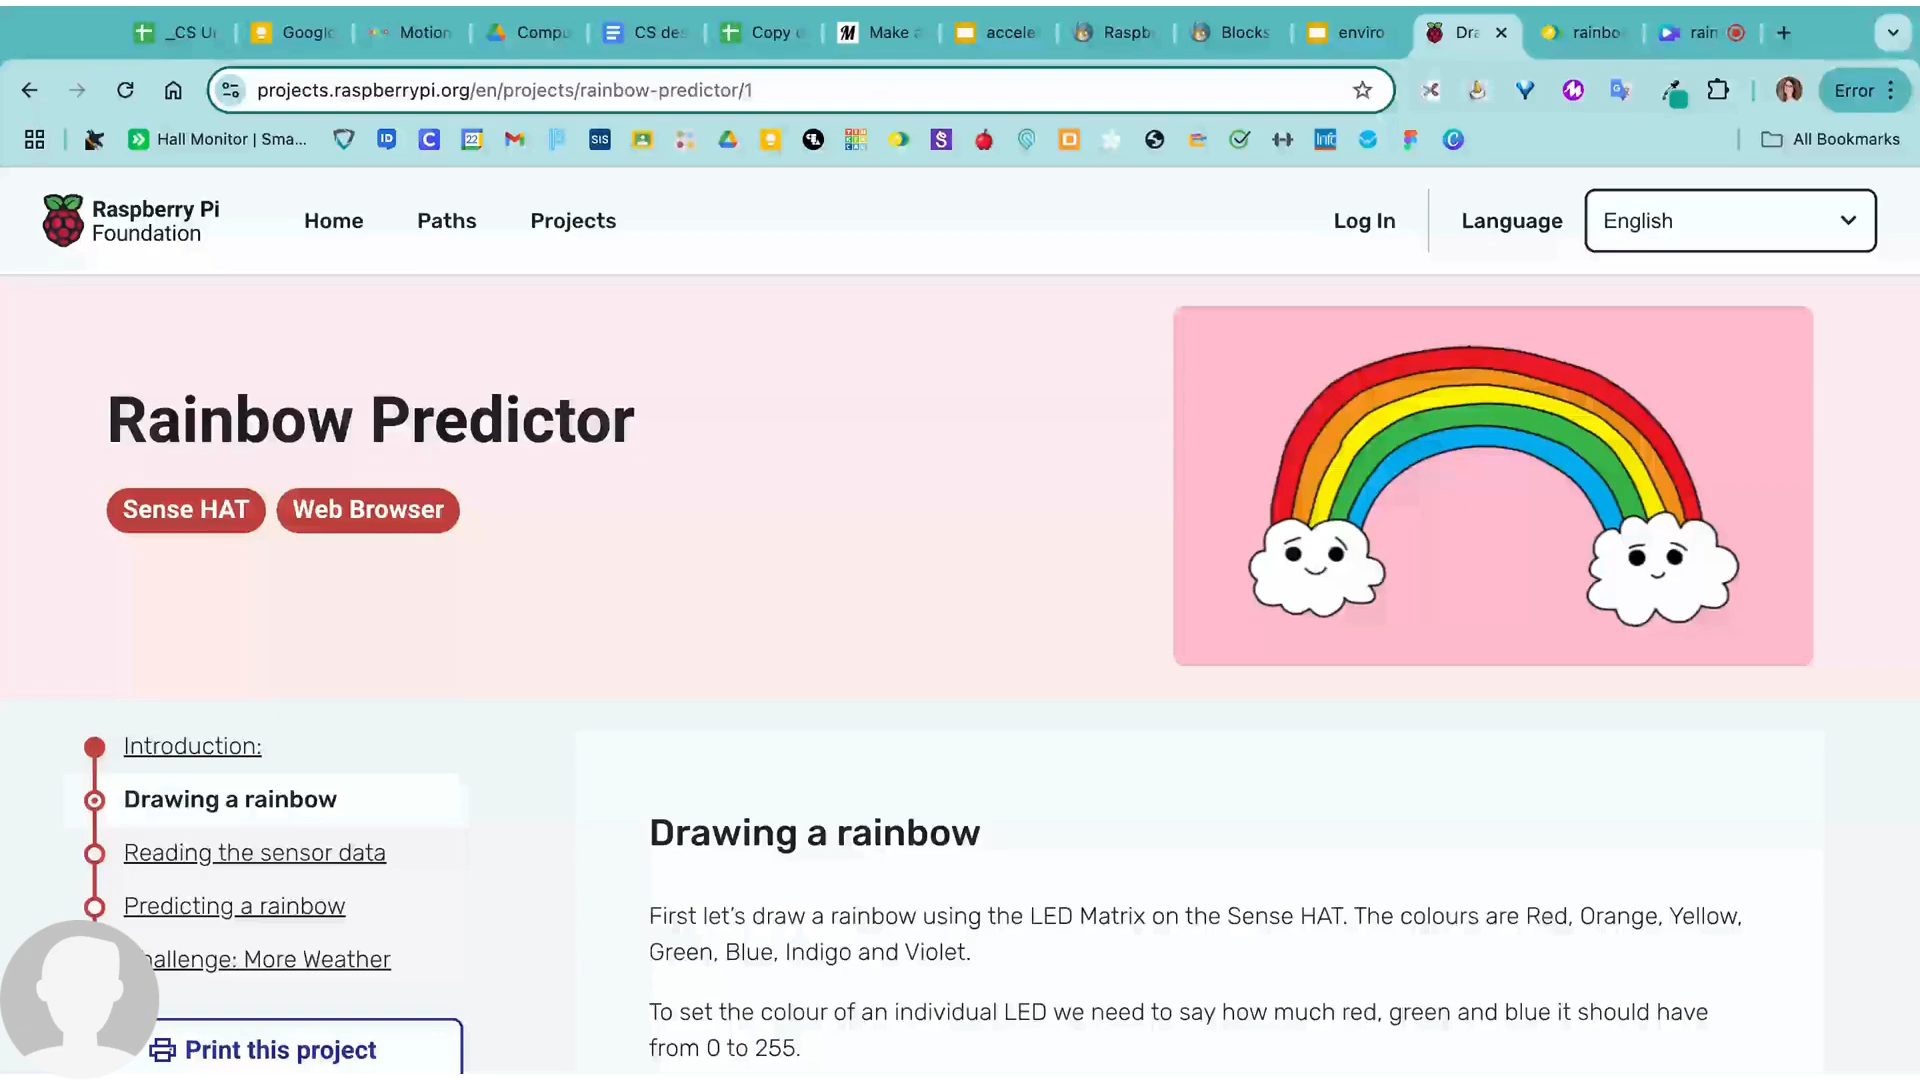 _CS Un
Google
Motion
Compu
CS des
Copy o
Make a
accele
Raspb
Blocks
enviro
Dra
rainbo
rain
projects.raspberrypi.org/en/projects/rainbow-predictor/1
Error
Hall Monitor | Sma...
All Bookmarks
Raspberry Pi
Foundation
Home
Paths
Projects
Log In
Language
English
Rainbow Predictor
Sense HAT
Web Browser
Introduction:
Drawing a rainbow
Reading the sensor data
Predicting a rainbow
hallenge: More Weather
Print this project
Drawing a rainbow
First let's draw a rainbow using the LED Matrix on the Sense HAT. The colours are Red, Orange, Yellow,
Green, Blue, Indigo and Violet.
To set the colour of an individual LED we need to say how much red, green and blue it should have
from 0 to 255.